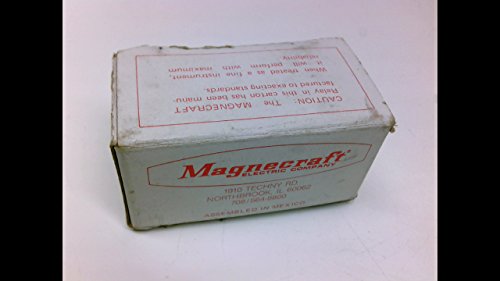 CAUTION: The MAGNECRAFT
Relay in this carton has been manu-
factured to exacting standards.
When treated as a fine instrument,
it will perform with maximum
reliability.
Magnecraft
ELECTRIC COMPANY
1910 TECHNY RD.
NORTHBROOK, IL 60062
708/564-8800
ASSEMBLED IN MEXICO